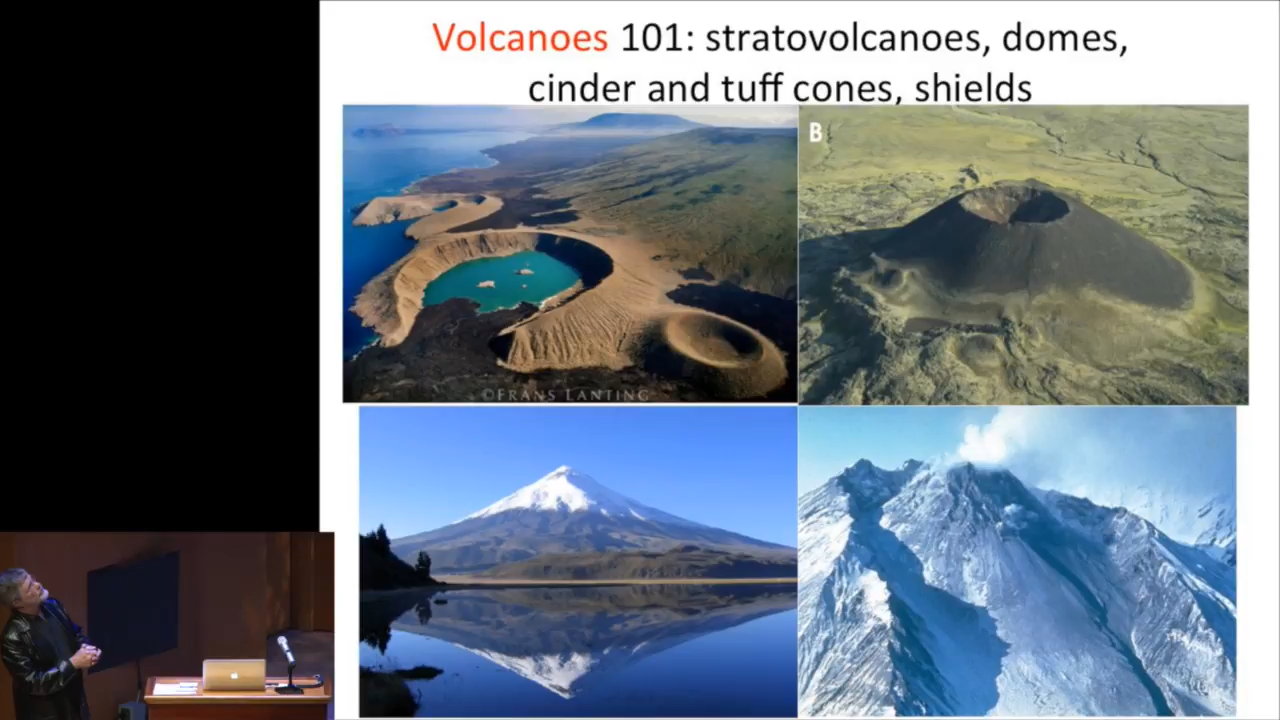 Volcanoes 101: stratovolcanoes, domes,
cinder and tuff cones, shields
B
©FRANS LANTING